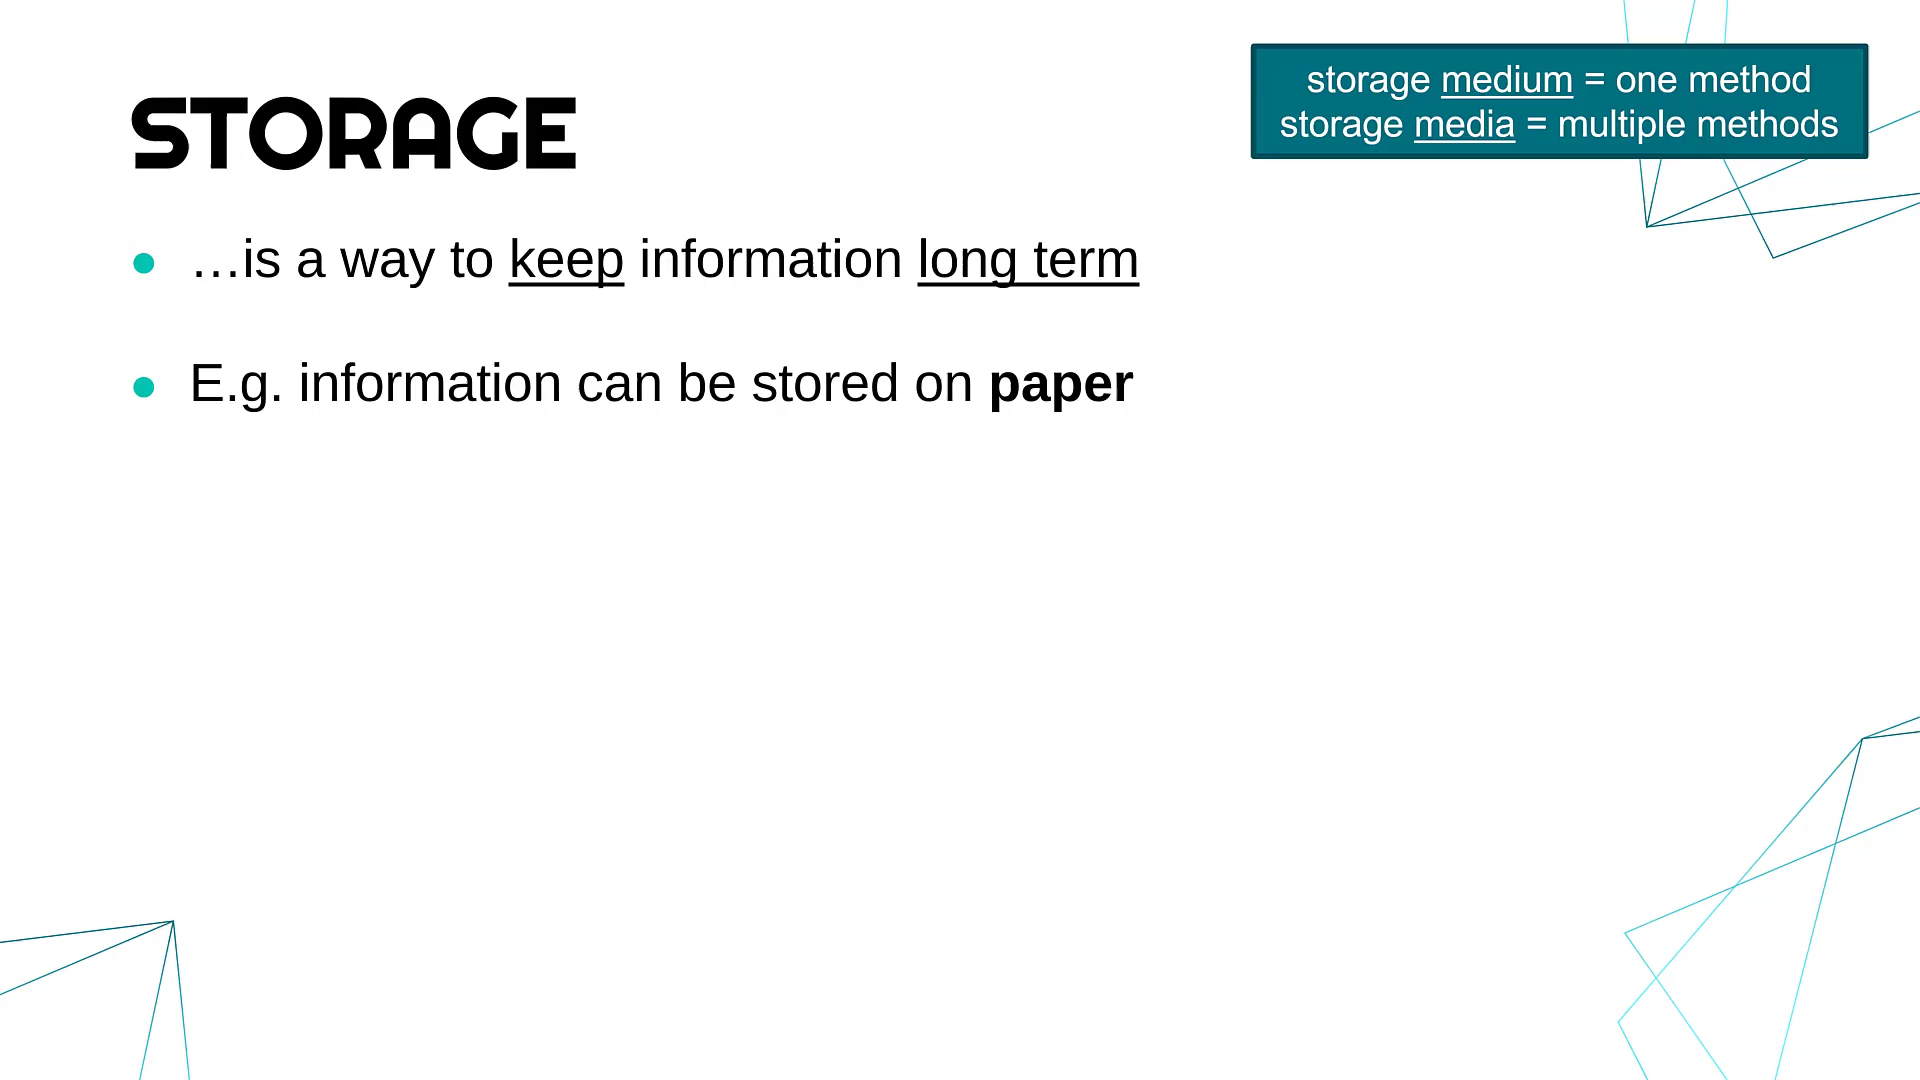 STORAGE
storage medium = one method
storage media = multiple methods
● …is a way to keep information long term
● E.g. information can be stored on paper